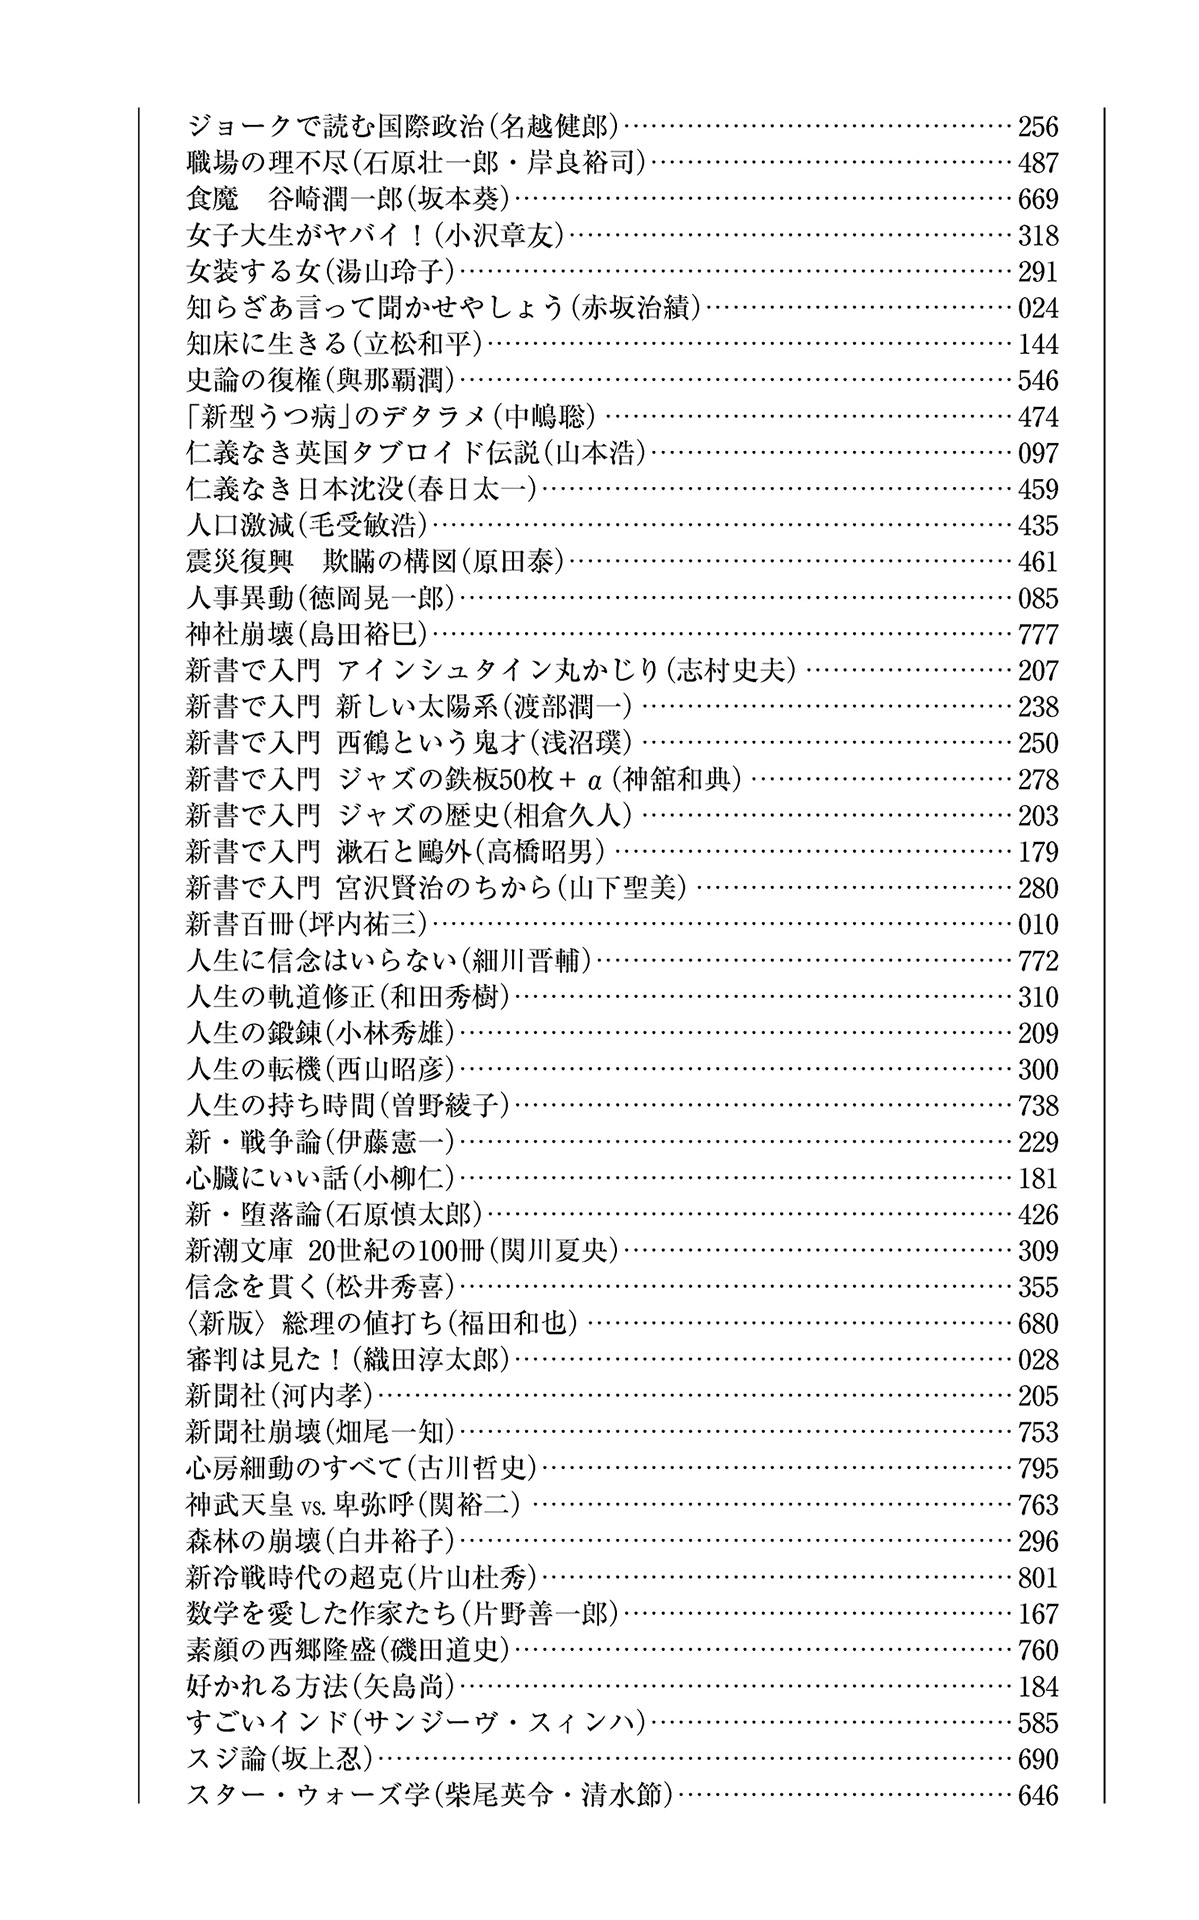 ジョークで読む国際政治(名越健郎)……………………………………256
職場の理不尽(石原壮一郎・岸良裕司)…………………………………487
食魔　谷崎潤一郎(坂本葵)………………………………………………669
女子大生がヤバイ！(小沢章友)…………………………………………318
女装する女(湯山玲子)……………………………………………………291
知らざあ言って聞かせやしょう(赤坂治績)……………………………024
知床に生きる(立松和平)…………………………………………………144
史論の復権(與那覇潤)……………………………………………………546
「新型うつ病」のデタラメ(中嶋聡)……………………………………474
仁義なき英国タブロイド伝説(山本浩)…………………………………097
仁義なき日本沈没(春日太一)……………………………………………459
人口激減(毛受敏浩)………………………………………………………435
震災復興　欺瞞の構図(原田泰)…………………………………………461
人事異動(徳岡晃一郎)……………………………………………………085
神社崩壊(島田裕巳)………………………………………………………777
新書で入門 アインシュタイン丸かじり(志村史夫)……………………207
新書で入門 新しい太陽系(渡部潤一)……………………………………238
新書で入門 西鶴という鬼才(浅沼璞)……………………………………250
新書で入門 ジャズの鉄板50枚＋α(神舘和典)…………………………278
新書で入門 ジャズの歴史(相倉久人)……………………………………203
新書で入門 漱石と鷗外(高橋昭男)………………………………………179
新書で入門 宮沢賢治のちから(山下聖美)………………………………280
新書百冊(坪内祐三)………………………………………………………010
人生に信念はいらない(細川晋輔)………………………………………772
人生の軌道修正(和田秀樹)………………………………………………310
人生の鍛錬(小林秀雄)……………………………………………………209
人生の転機(西山昭彦)……………………………………………………300
人生の持ち時間(曽野綾子)………………………………………………738
新・戦争論(伊藤憲一)……………………………………………………229
心臓にいい話(小柳仁)……………………………………………………181
新・堕落論(石原慎太郎)…………………………………………………426
新潮文庫 20世紀の100冊(関川夏央)……………………………………309
信念を貫く(松井秀喜)……………………………………………………355
〈新版〉総理の値打ち(福田和也)………………………………………680
審判は見た！(織田淳太郎)………………………………………………028
新聞社(河内孝)……………………………………………………………205
新聞社崩壊(畑尾一知)……………………………………………………753
心房細動のすべて(古川哲史)……………………………………………795
神武天皇 vs. 卑弥呼(関裕二)……………………………………………763
森林の崩壊(白井裕子)……………………………………………………296
新冷戦時代の超克(片山杜秀)……………………………………………801
数学を愛した作家たち(片野善一郎)……………………………………167
素顔の西郷隆盛(磯田道史)………………………………………………760
好かれる方法(矢島尚)……………………………………………………184
すごいインド(サンジーヴ・スィンハ)…………………………………585
スジ論(坂上忍)……………………………………………………………690
スター・ウォーズ学(柴尾英令・清水節)………………………………646